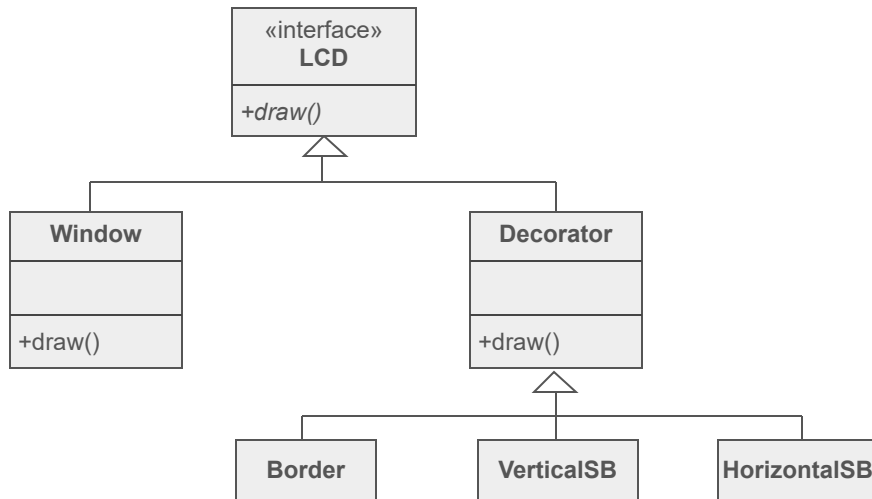 «interface»
LCD
+draw()
Window
+draw()
Decorator
+draw()
Border
VerticalSB
HorizontalSB